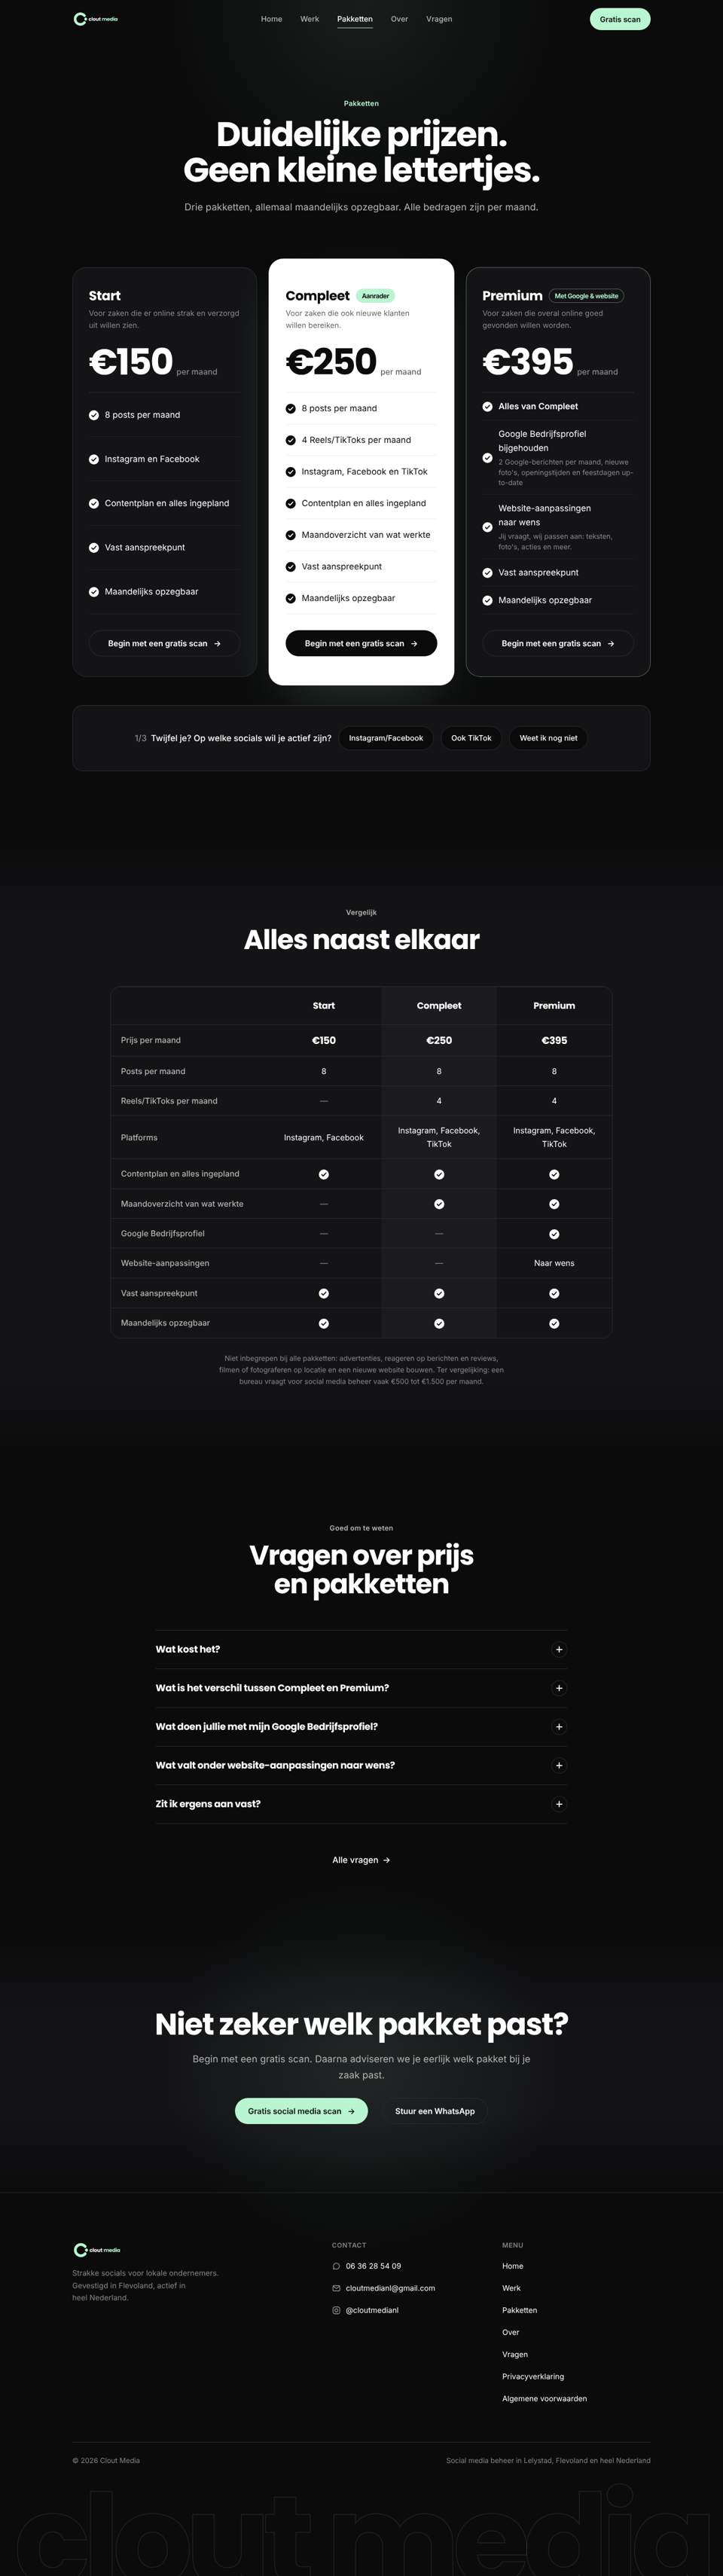 clout media
Home
Werk
Pakketten
Over
Vragen
Gratis scan
Pakketten
Duidelijke prijzen.
Geen kleine lettertjes.
Drie pakketten, allemaal maandelijks opzegbaar. Alle bedragen zijn per maand.
Start
Voor zaken die er online strak en verzorgd
uit willen zien.
€150 per maand
8 posts per maand
Instagram en Facebook
Contentplan en alles ingepland
Vast aanspreekpunt
Maandelijks opzegbaar
Begin met een gratis scan →
Compleet Aanrader
Voor zaken die ook nieuwe klanten
willen bereiken.
€250 per maand
8 posts per maand
4 Reels/TikToks per maand
Instagram, Facebook en TikTok
Contentplan en alles ingepland
Maandoverzicht van wat werkte
Vast aanspreekpunt
Maandelijks opzegbaar
Begin met een gratis scan →
Premium Met Google & website
Voor zaken die overal online goed
gevonden willen worden.
€395 per maand
Alles van Compleet
Google Bedrijfsprofiel
bijgehouden
2 Google-berichten per maand, nieuwe
foto's, openingstijden en feestdagen up-
to-date
Website-aanpassingen
naar wens
Jij vraagt, wij passen aan: teksten,
foto's, acties en meer.
Vast aanspreekpunt
Maandelijks opzegbaar
Begin met een gratis scan →
1/3 Twijfel je? Op welke socials wil je actief zijn? Instagram/Facebook Ook TikTok Weet ik nog niet
Vergelijk
Alles naast elkaar
Start Compleet Premium
Prijs per maand €150 €250 €395
Posts per maand 8 8 8
Reels/TikToks per maand — 4 4
Platforms Instagram, Facebook Instagram, Facebook, TikTok Instagram, Facebook, TikTok
Contentplan en alles ingepland
Maandoverzicht van wat werkte —
Google Bedrijfsprofiel — —
Website-aanpassingen — — Naar wens
Vast aanspreekpunt
Maandelijks opzegbaar
Niet inbegrepen bij alle pakketten: advertenties, reageren op berichten en reviews,
filmen of fotograferen op locatie en een nieuwe website bouwen. Ter vergelijking: een
bureau vraagt voor social media beheer vaak €500 tot €1.500 per maand.
Goed om te weten
Vragen over prijs
en pakketten
Wat kost het?
Wat is het verschil tussen Compleet en Premium?
Wat doen jullie met mijn Google Bedrijfsprofiel?
Wat valt onder website-aanpassingen naar wens?
Zit ik ergens aan vast?
Alle vragen →
Niet zeker welk pakket past?
Begin met een gratis scan. Daarna adviseren we je eerlijk welk pakket bij je
zaak past.
Gratis social media scan →
Stuur een WhatsApp
clout media
Strakke socials voor lokale ondernemers.
Gevestigd in Flevoland, actief in
heel Nederland.
CONTACT
06 36 28 54 09
cloutmedianl@gmail.com
@cloutmedianl
MENU
Home
Werk
Pakketten
Over
Vragen
Privacyverklaring
Algemene voorwaarden
© 2026 Clout Media
Social media beheer in Lelystad, Flevoland en heel Nederland
clout media